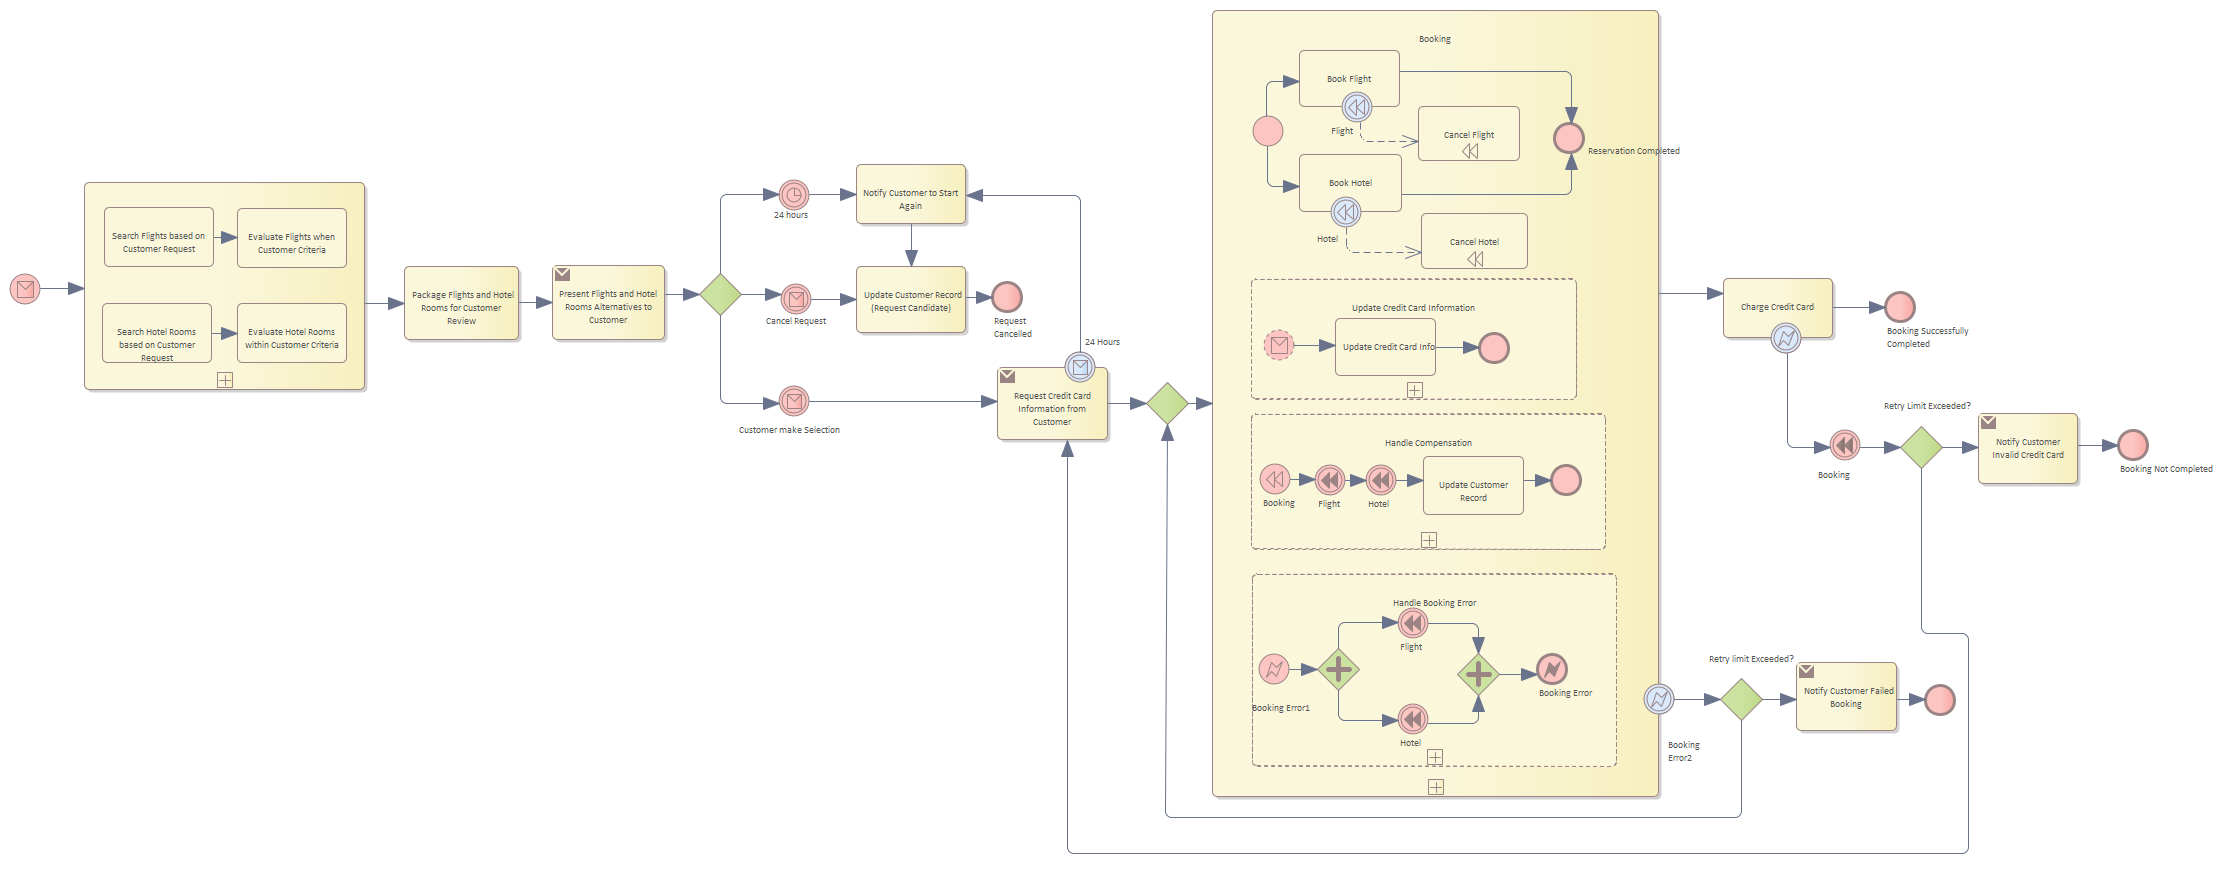 Search Flights based on
Customer Request
Evaluate Flights when
Customer Criteria
Search Hotel Rooms
based on Customer
Request
Evaluate Hotel Rooms
within Customer Criteria
Package Flights and Hotel
Rooms for Customer
Review
Present Flights and Hotel
Rooms Alternatives to
Customer
24 hours
Notify Customer to Start
Again
Cancel Request
Update Customer Record
(Request Candidate)
Request
Cancelled
Customer make Selection
24 Hours
Request Credit Card
Information from
Customer
Booking
Book Flight
Flight
Cancel Flight
Book Hotel
Hotel
Cancel Hotel
Reservation Completed
Update Credit Card Information
Update Credit Card Info
Handle Compensation
Booking
Flight
Hotel
Update Customer
Record
Handle Booking Error
Booking Error1
Flight
Hotel
Booking Error
Charge Credit Card
Booking Successfully
Completed
Booking
Retry Limit Exceeded?
Notify Customer
Invalid Credit Card
Booking Not Completed
Booking
Error2
Retry limit Exceeded?
Notify Customer Failed
Booking